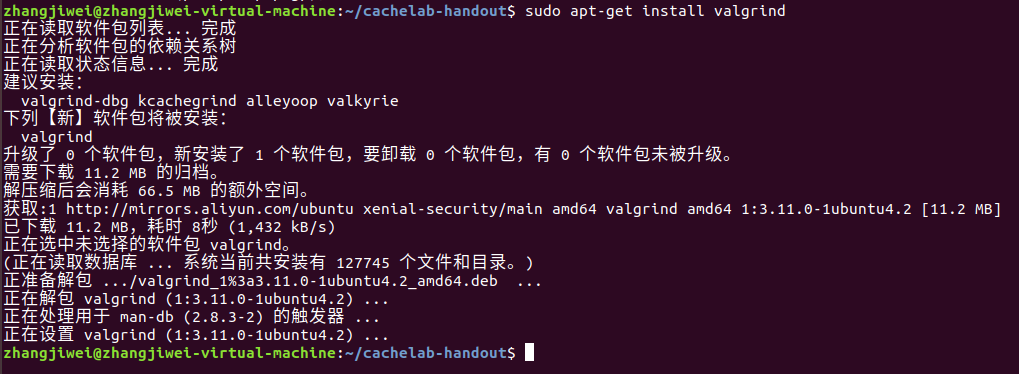 zhangjiwei@zhangjiwei-virtual-machine:~/cachelab-handout$ sudo apt-get install valgrind
正在读取软件包列表... 完成
正在分析软件包的依赖关系树
正在读取状态信息... 完成
建议安装：
  valgrind-dbg kcachegrind alleyoop valkyrie
下列【新】软件包将被安装：
  valgrind
升级了 0 个软件包，新安装了 1 个软件包，要卸载 0 个软件包，有 0 个软件包未被升级。
需要下载 11.2 MB 的归档。
解压缩后会消耗 66.5 MB 的额外空间。
获取:1 http://mirrors.aliyun.com/ubuntu xenial-security/main amd64 valgrind amd64 1:3.11.0-1ubuntu4.2 [11.2 MB]
已下载 11.2 MB，耗时 8秒 (1,432 kB/s)
正在选中未选择的软件包 valgrind。
(正在读取数据库 ... 系统当前共安装有 127745 个文件和目录。)
正准备解包 .../valgrind_1%3a3.11.0-1ubuntu4.2_amd64.deb  ...
正在解包 valgrind (1:3.11.0-1ubuntu4.2) ...
正在处理用于 man-db (2.8.3-2) 的触发器 ...
正在设置 valgrind (1:3.11.0-1ubuntu4.2) ...
zhangjiwei@zhangjiwei-virtual-machine:~/cachelab-handout$